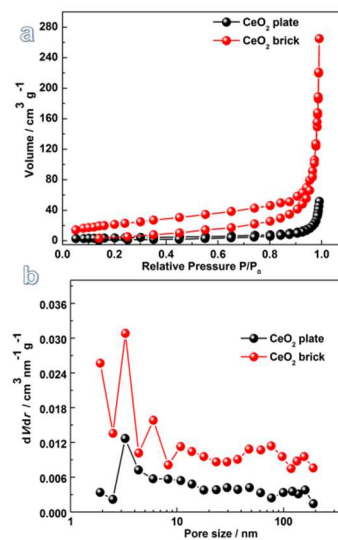 a
CeO2 plate
CeO2 brick
Volume / cm3 g-1
280
240
200
160
120
80
40
0
0.0 0.2 0.4 0.6 0.8 1.0
Relative Pressure P/P0
b
CeO2 plate
CeO2 brick
dV/dr / cm3 nm-1 g-1
0.036
0.030
0.024
0.018
0.012
0.006
0.000
1 10 100
Pore size / nm